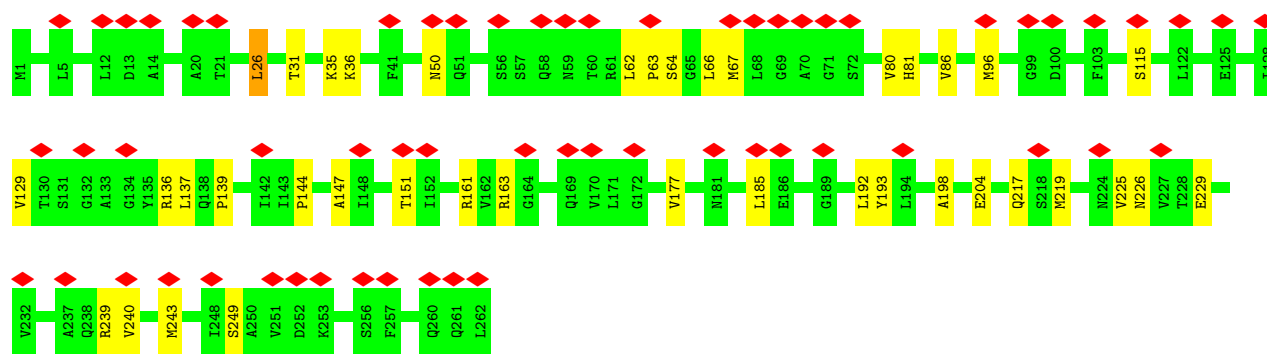 M1 L5 L12 D13 A14 A20 T21 L26 T31 K35 K36 F41 N50 Q51 S56 S57 Q58 N59 T60 R61 L62 P63 S64 G65 L66 M67 L68 G69 A70 G71 S72 V80 H81 V86 M96 G99 D100 F103 S115 L122 E125
V129 T130 S131 G132 A133 G134 Y135 R136 L137 Q138 P139 I142 I143 P144 A147 I148 T151 I152 R161 V162 R163 G164 Q169 V170 L171 G172 V177 N181 L185 E186 G189 L192 Y193 L194 A198 E204 Q217 S218 M219 N224 V225 N226 V227 T228 E229
V232 A237 Q238 R239 V240 M243 I248 S249 A250 V251 D252 K253 S256 F257 Q260 Q261 L262